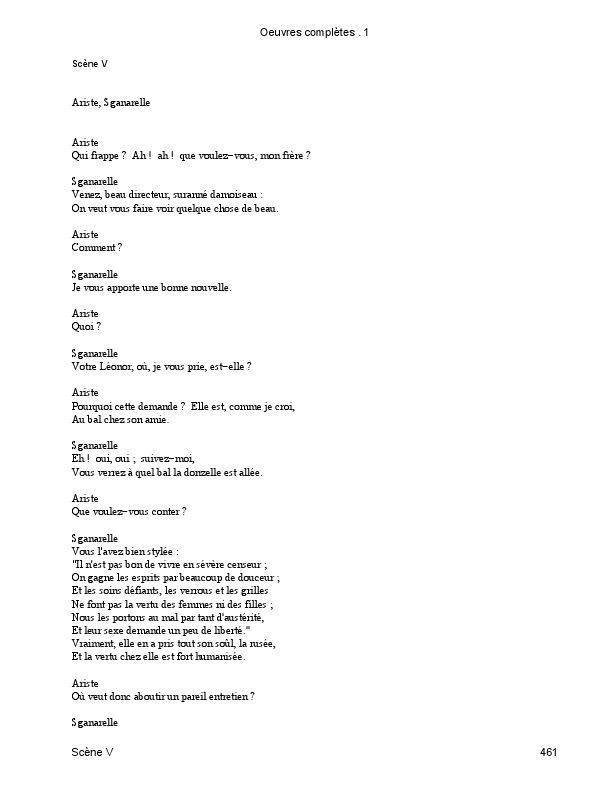 Oeuvres complètes . 1
Scène V
Ariste, Sganarelle
Ariste
Qui frappe ? Ah ! ah ! que voulez-vous, mon frère ?
Sganarelle
Venez, beau directeur, suranné damoiseau :
On veut vous faire voir quelque chose de beau.
Ariste
Comment ?
Sganarelle
Je vous apporte une bonne nouvelle.
Ariste
Quoi ?
Sganarelle
Votre Léonor, où, je vous prie, est-elle ?
Ariste
Pourquoi cette demande ? Elle est, comme je croi,
Au bal chez son amie.
Sganarelle
Eh ! oui, oui ; suivez-moi,
Vous verrez à quel bal la donzelle est allée.
Ariste
Que voulez-vous conter ?
Sganarelle
Vous l'avez bien stylée :
"Il n'est pas bon de vivre en sévère censeur ;
On gagne les esprits par beaucoup de douceur ;
Et les soins défiants, les verrous et les grilles
Ne font pas la vertu des femmes ni des filles ;
Nous les portons au mal par tant d'austérité,
Et leur sexe demande un peu de liberté."
Vraiment, elle en a pris tout son soûl, la rusée,
Et la vertu chez elle est fort humanisée.
Ariste
Où veut donc aboutir un pareil entretien ?
Sganarelle
Scène V
461